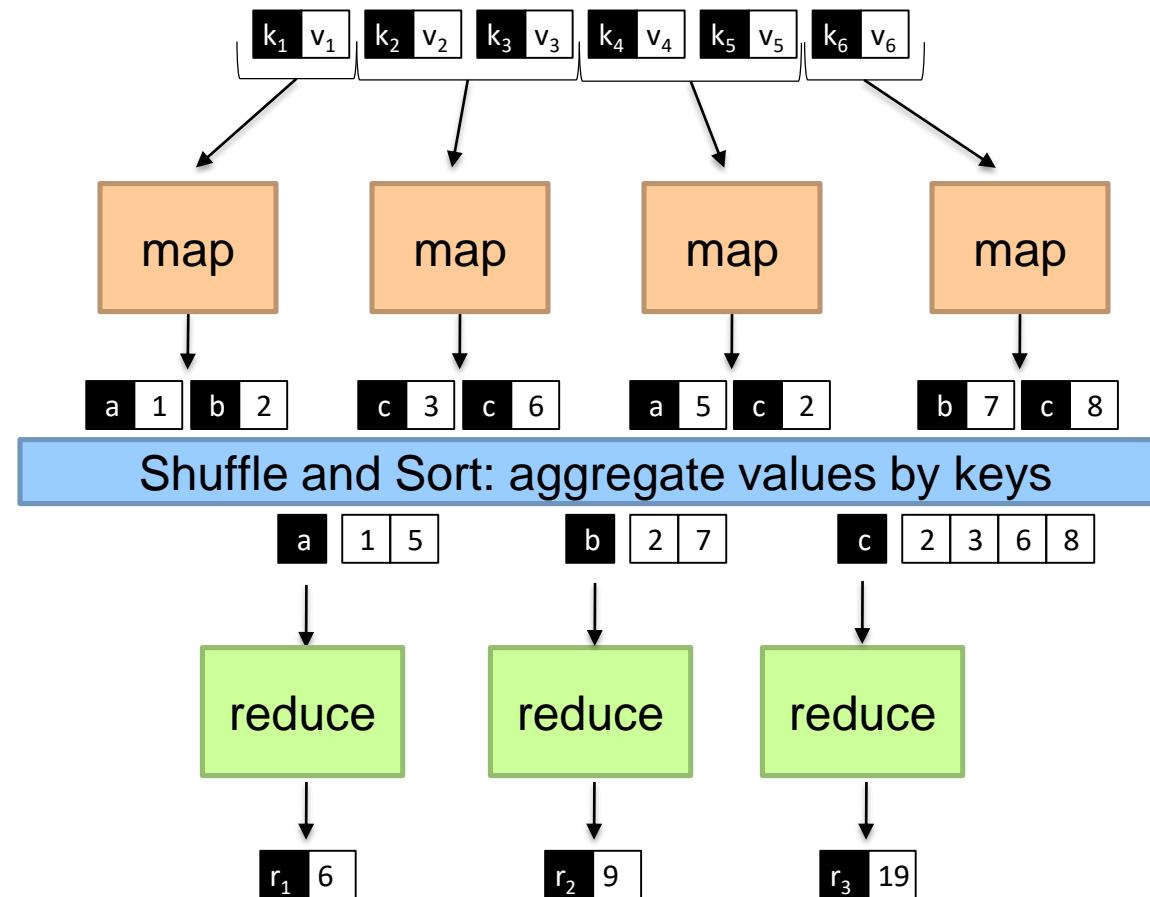 k₁ v₁ k₂ v₂ k₃ v₃ k₄ v₄ k₅ v₅ k₆ v₆
map map map map
a 1 b 2 c 3 c 6 a 5 c 2 b 7 c 8
Shuffle and Sort: aggregate values by keys
a 1 5 b 2 7 c 2 3 6 8
reduce reduce reduce
r₁ 6 r₂ 9 r₃ 19